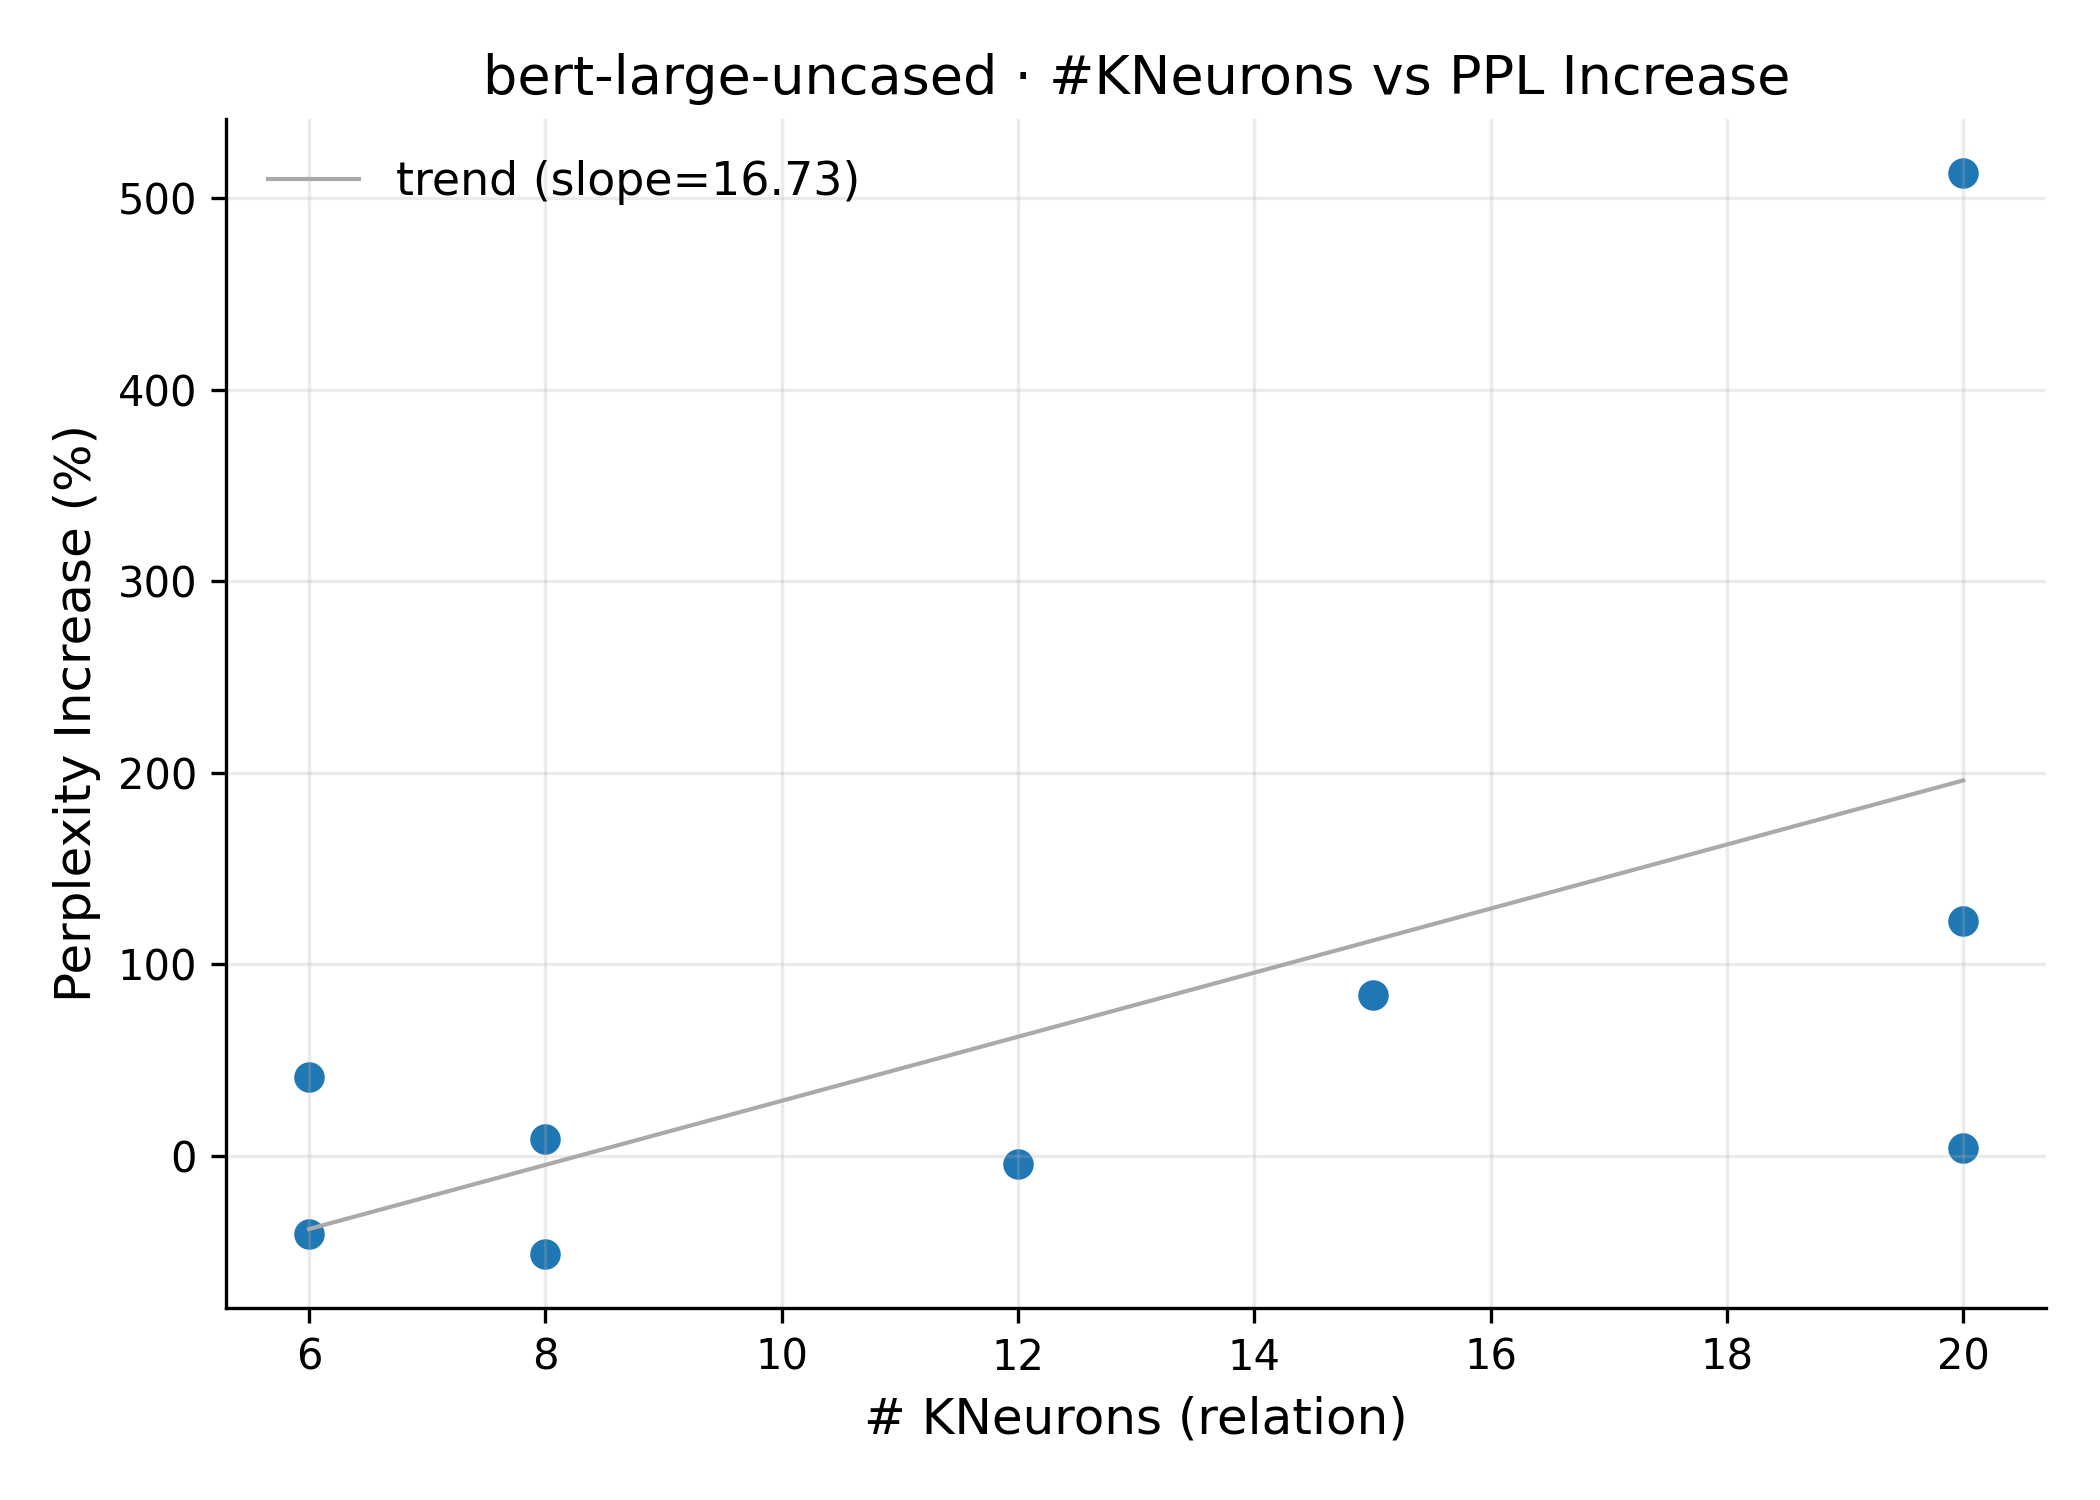 bert-large-uncased · #KNeurons vs PPL Increase
trend (slope=16.73)
Perplexity Increase (%)
500
400
300
200
100
0
6 8 10 12 14 16 18 20
# KNeurons (relation)